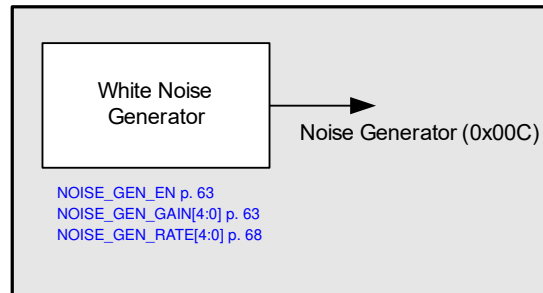 White Noise
Generator
Noise Generator (0x00C)
NOISE_GEN_EN p. 63
NOISE_GEN_GAIN[4:0] p. 63
NOISE_GEN_RATE[4:0] p. 68